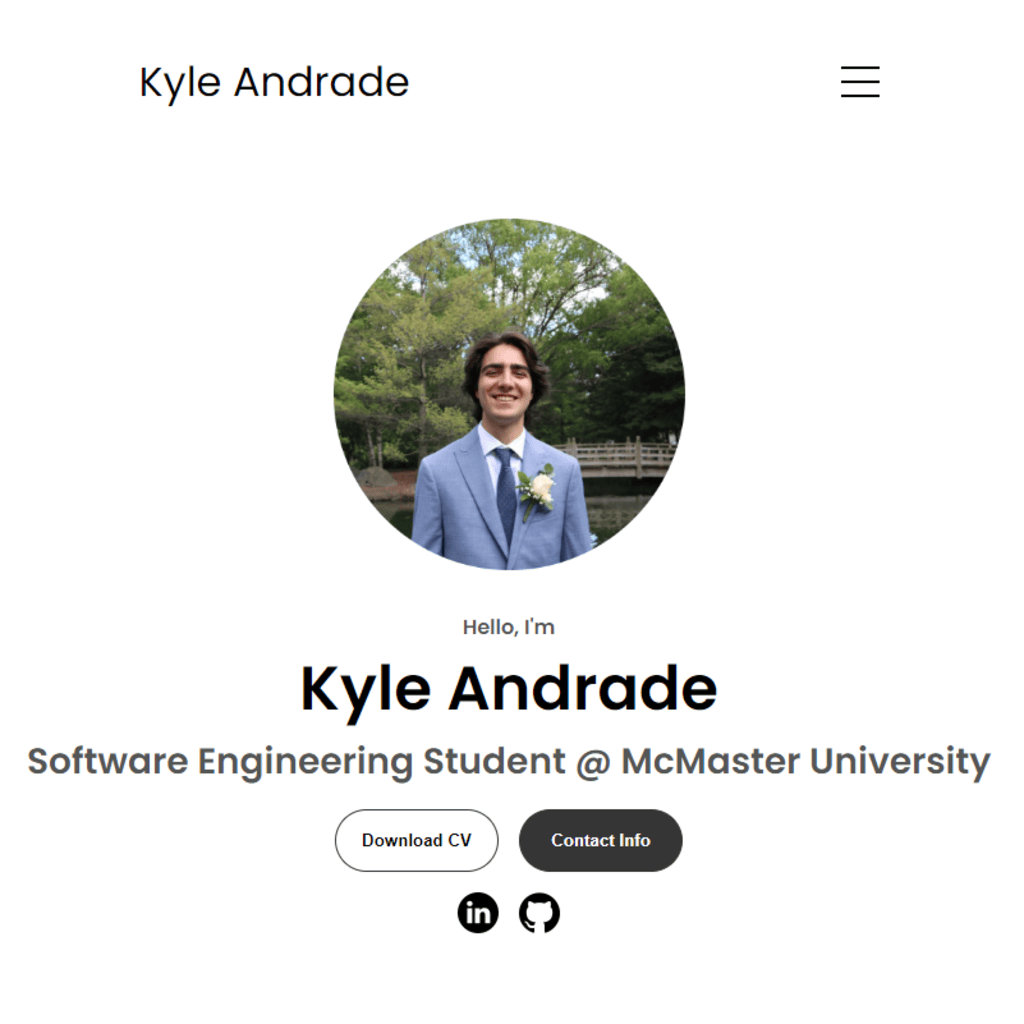 Kyle Andrade
Hello, I'm
Kyle Andrade
Software Engineering Student @ McMaster University
Download CV Contact Info
in